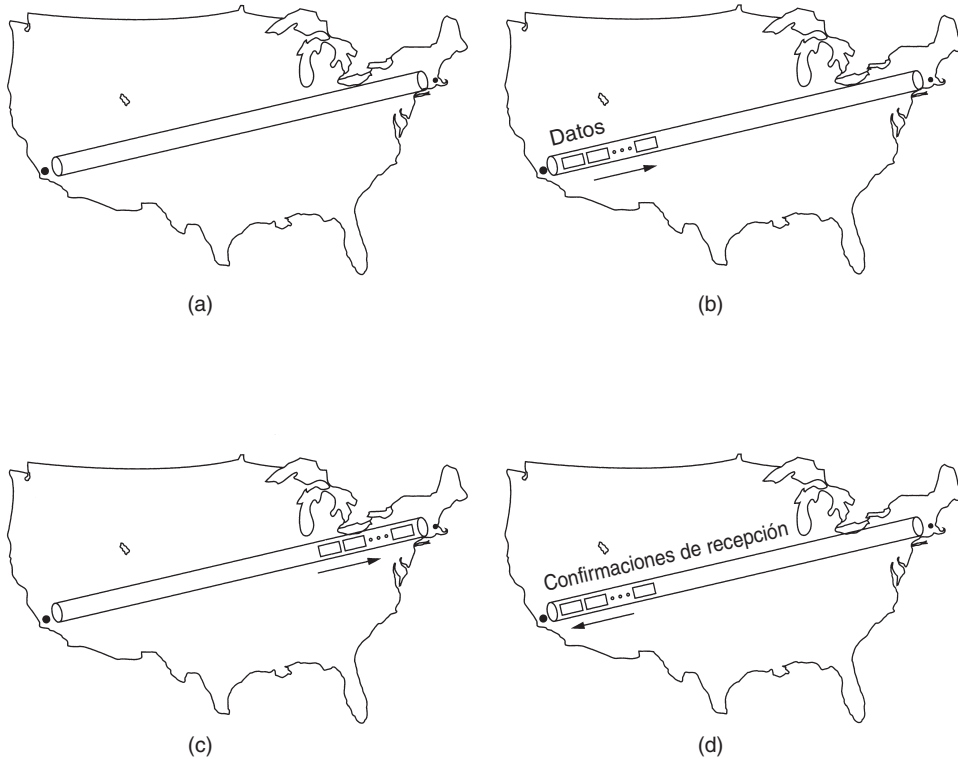 (a)
Datos
(b)
(c)
Confirmaciones de recepción
(d)